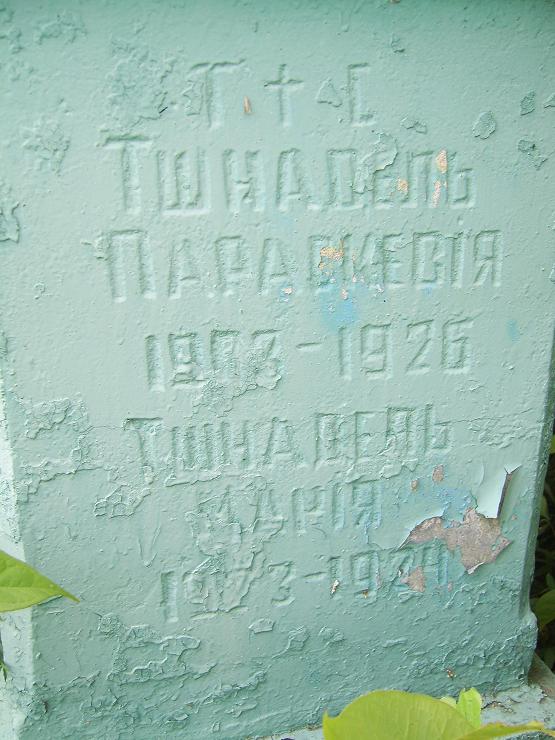 Т † С
ТШНАДЕЛЬ
ПАРАСКЕВІЯ
1903-1926
ТШНАДЕЛЬ
МАРІЯ